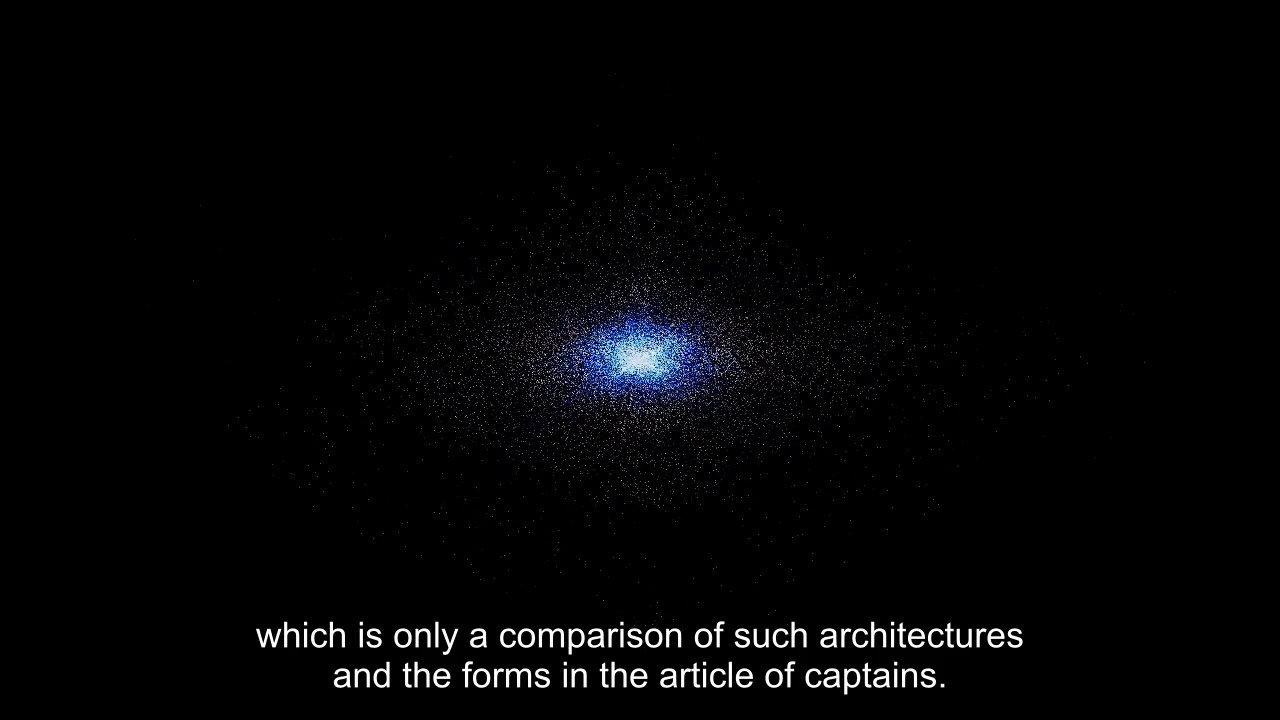 which is only a comparison of such architectures
and the forms in the article of captains.